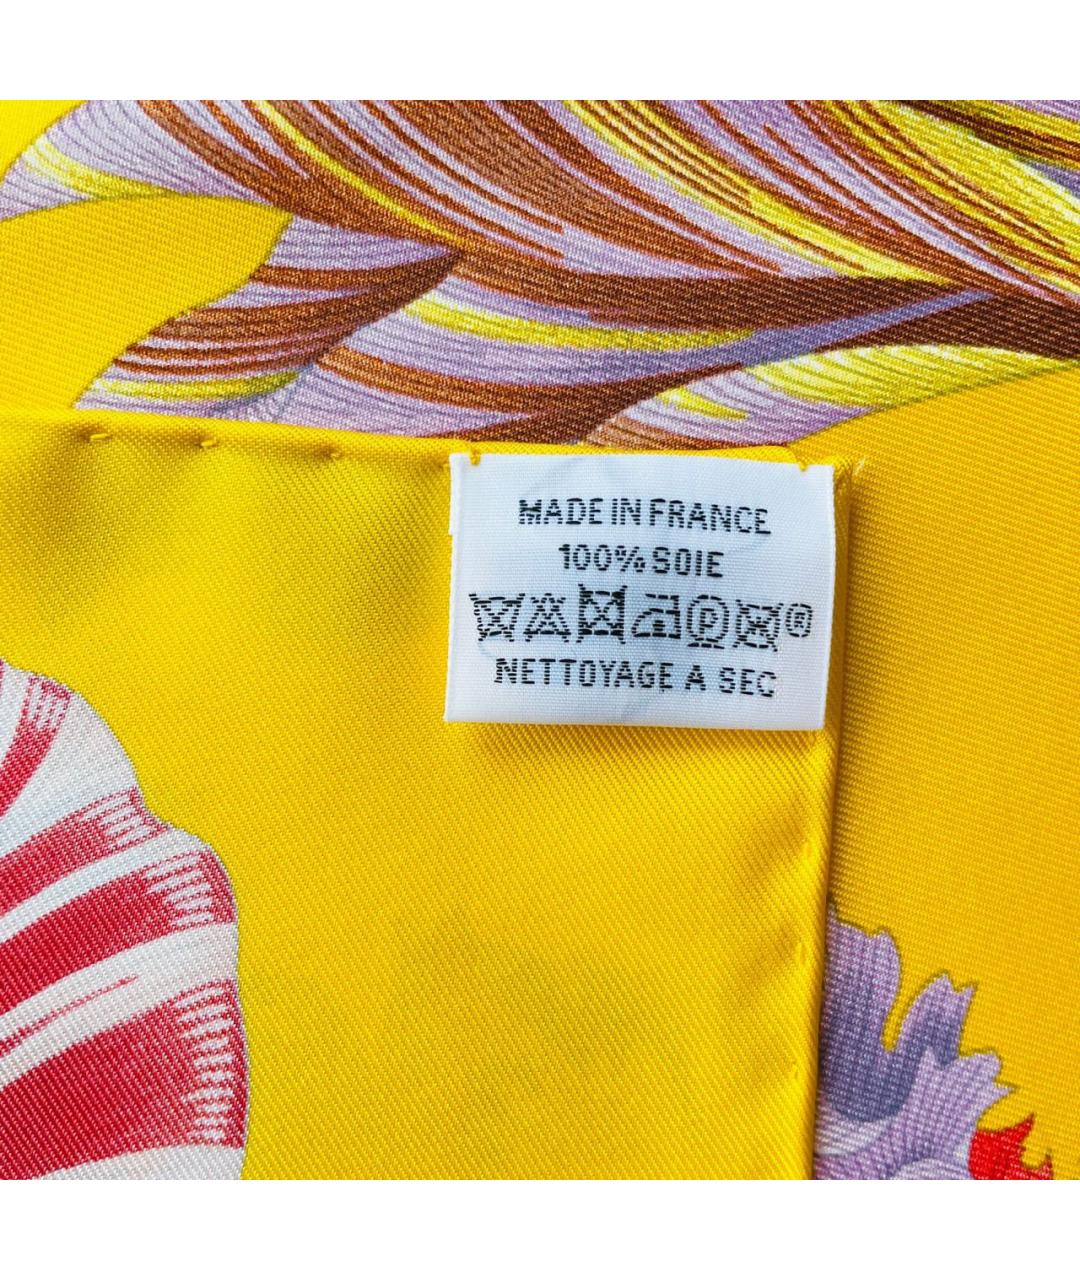 MADE IN FRANCE
100% SOIE
Ⓟ ®
NETTOYAGE A SEC